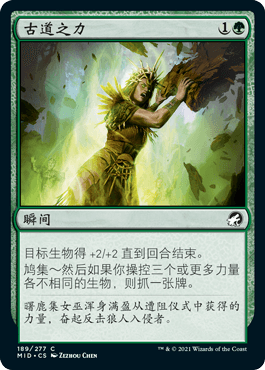 古道之力 1
瞬间
目标生物得 +2/+2 直到回合结束。
鸠集～然后如果你操控三个或更多力量
各不相同的生物，则抓一张牌。
曙鹿集女巫浑身满盈从遭阻仪式中获得的
力量，奋起反击狼人入侵者。
189/277 C
MID • CS ZEZHOU CHEN
™ & © 2021 Wizards of the Coast